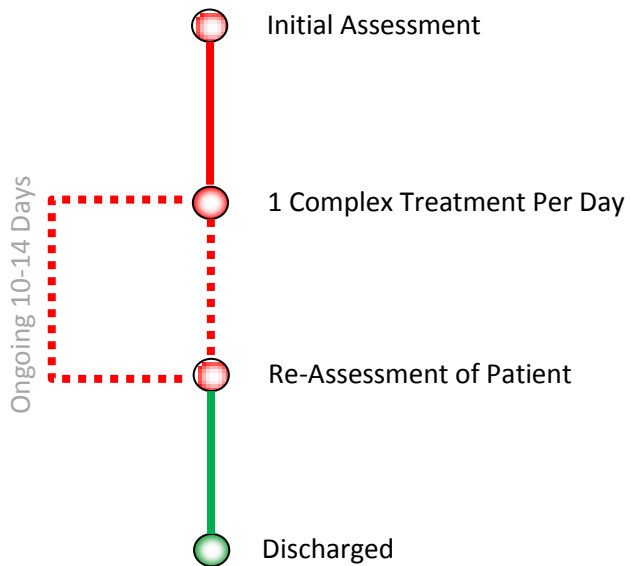 Initial Assessment
1 Complex Treatment Per Day
Ongoing 10-14 Days
Re-Assessment of Patient
Discharged